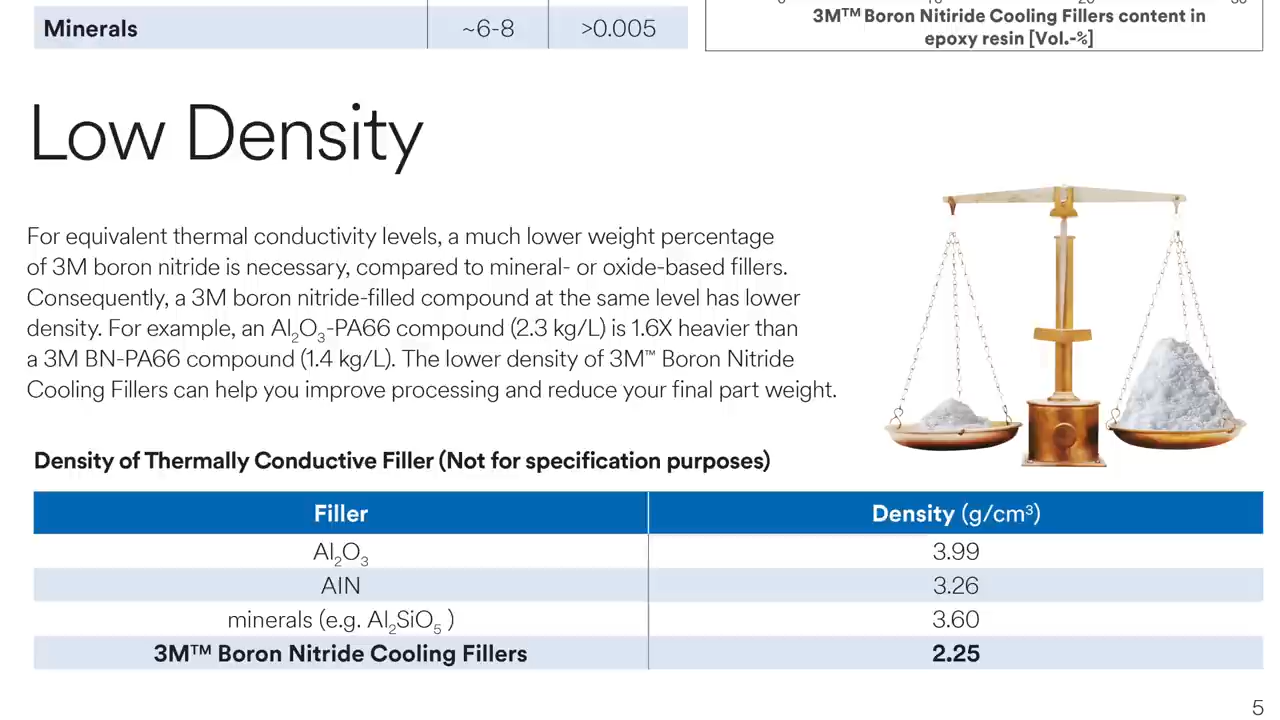 Minerals ~6-8 >0.005
3M™ Boron Nitiride Cooling Fillers content in
epoxy resin [Vol.-%]
Low Density
For equivalent thermal conductivity levels, a much lower weight percentage
of 3M boron nitride is necessary, compared to mineral- or oxide-based fillers.
Consequently, a 3M boron nitride-filled compound at the same level has lower
density. For example, an Al₂O₃-PA66 compound (2.3 kg/L) is 1.6X heavier than
a 3M BN-PA66 compound (1.4 kg/L). The lower density of 3M™ Boron Nitride
Cooling Fillers can help you improve processing and reduce your final part weight.
Density of Thermally Conductive Filler (Not for specification purposes)
Filler Density (g/cm³)
Al₂O₃ 3.99
AlN 3.26
minerals (e.g. Al₂SiO₅ ) 3.60
3M™ Boron Nitride Cooling Fillers 2.25
5